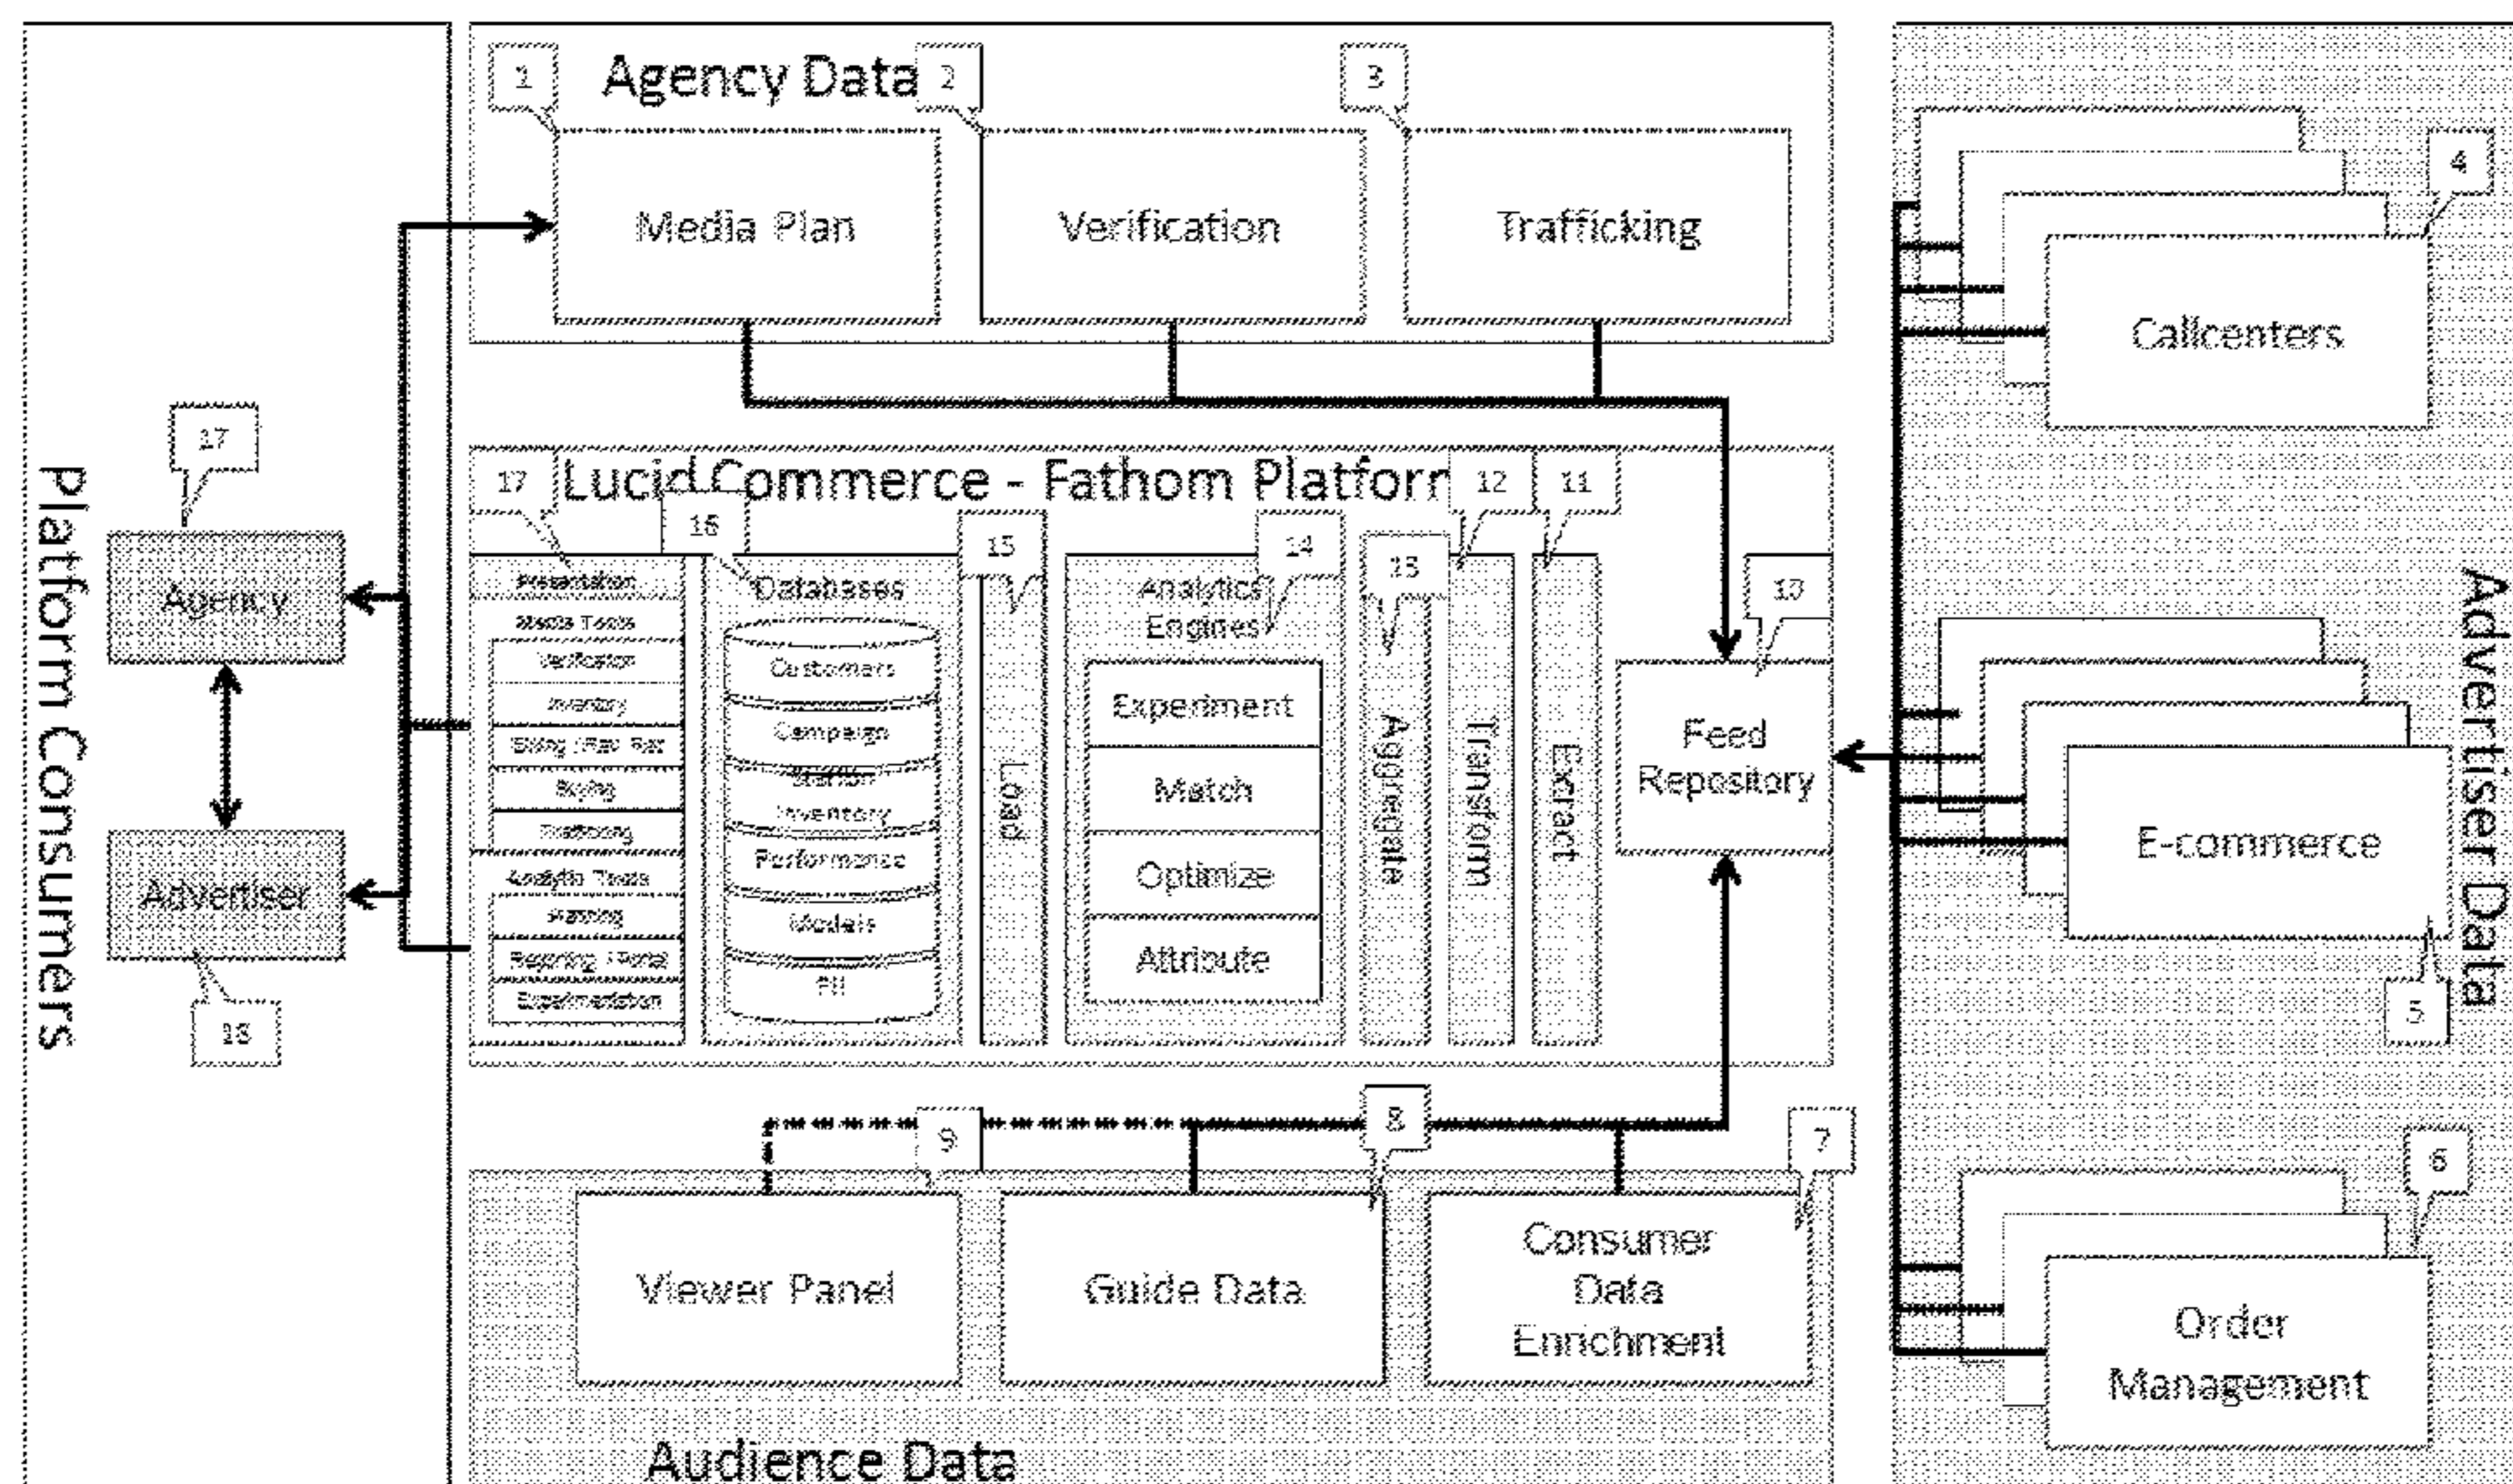 Agency Data
1
2
3
Media Plan
Verification
Trafficking
4
Callcenters
Platform Consumers
17
Agency
Advertiser
18
Lucid Commerce - Fathom Platform
17
16
15
14
13
12
11
10
Presentation
Media Tools
Verification
Inventory
Buying
Trafficking
Analytic Tools
Planning
Reporting / Portal
Experimentation
Databases
Customers
Campaign
Station
Inventory
Performance
Models
PII
Load
Analytics
Engines
Experiment
Match
Optimize
Attribute
Aggregate
Transform
Extract
Feed
Repository
Advertiser Data
E-commerce
5
6
Order
Management
9
8
7
Viewer Panel
Guide Data
Consumer
Data
Enrichment
Audience Data